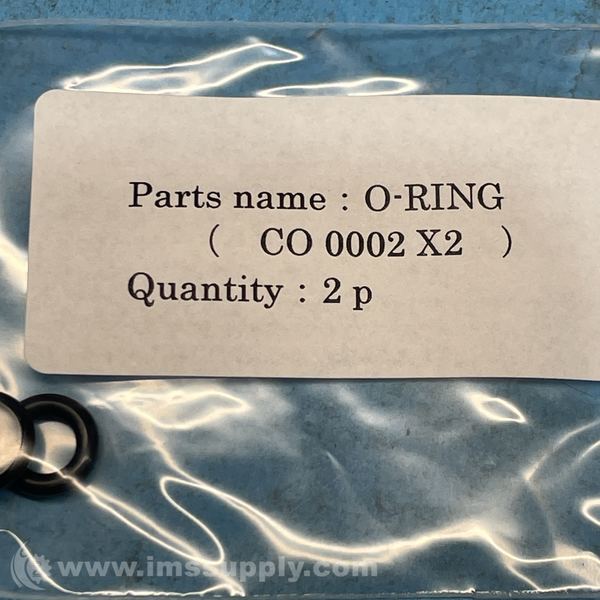 Parts name : O-RING
( CO 0002 X2 )
Quantity : 2 p
www.imssupply.com